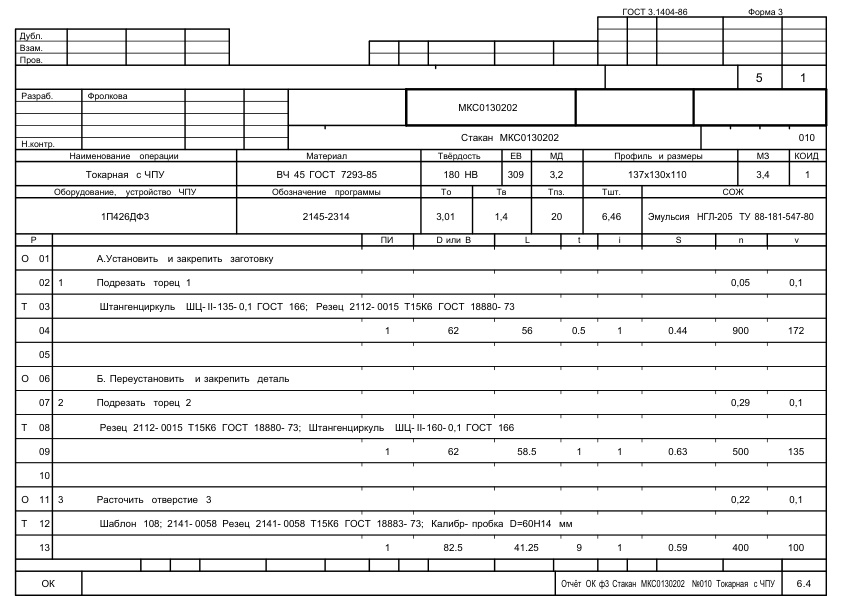 ГОСТ 3.1404-86 Форма 3
Дубл.
Взам.
Пров.
5 1
Разраб. Фролкова
МКС0130202
Н.контр. Стакан МКС0130202 010
Наименование операции Материал Твёрдость ЕВ МД Профиль и размеры МЗ КОИД
Токарная с ЧПУ ВЧ 45 ГОСТ 7293-85 180 НВ 309 3,2 137х130х110 3,4 1
Оборудование, устройство ЧПУ Обозначение программы То Тв Тпз. Тшт. СОЖ
1П426ДФ3 2145-2314 3,01 1,4 20 6,46 Эмульсия НГЛ-205 ТУ 88-181-547-80
Р ПИ D или В L t i S n v
О 01 А.Установить и закрепить заготовку
02 1 Подрезать торец 1 0,05 0,1
Т 03 Штангенциркуль ШЦ-II-135-0,1 ГОСТ 166; Резец 2112-0015 Т15К6 ГОСТ 18880-73
04 1 62 56 0.5 1 0.44 900 172
05
О 06 Б. Переустановить и закрепить деталь
07 2 Подрезать торец 2 0,29 0,1
Т 08 Резец 2112-0015 Т15К6 ГОСТ 18880-73; Штангенциркуль ШЦ-II-160-0,1 ГОСТ 166
09 1 62 58.5 1 1 0.63 500 135
10
О 11 3 Расточить отверстие 3 0,22 0,1
Т 12 Шаблон 108; 2141-0058 Резец 2141-0058 Т15К6 ГОСТ 18883-73; Калибр-пробка D=60Н14 мм
13 1 82.5 41.25 9 1 0.59 400 100
ОК Отчёт ОК ф3 Стакан МКС0130202 №010 Токарная с ЧПУ 6.4